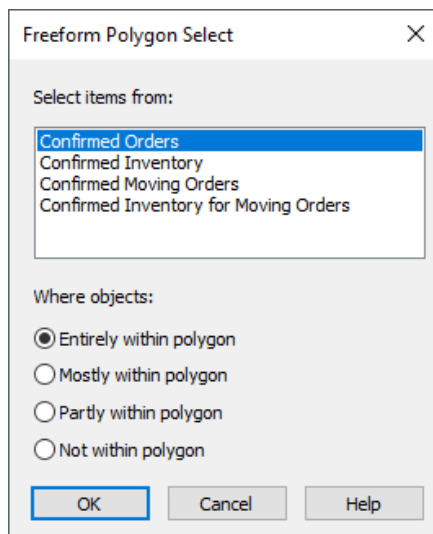 Freeform Polygon Select
Select items from:
Confirmed Orders
Confirmed Inventory
Confirmed Moving Orders
Confirmed Inventory for Moving Orders
Where objects:
Entirely within polygon
Mostly within polygon
Partly within polygon
Not within polygon
OK Cancel Help